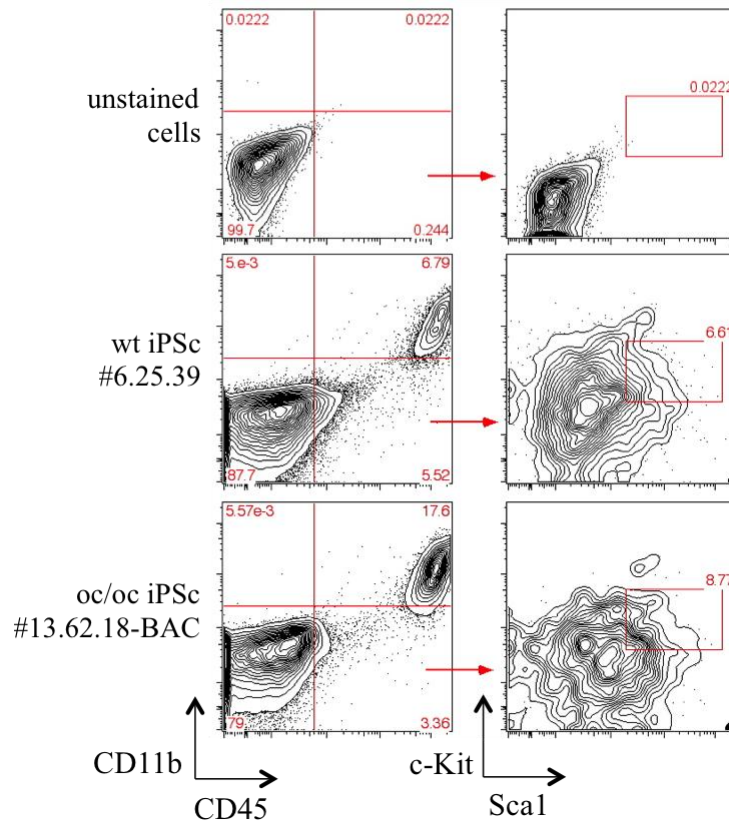 0.0222 0.0222
0.0222
unstained
cells
99.7 0.244
5.e-3 6.79
wt iPSc
#6.25.39
6.61
87.7 5.52
5.57e-3 17.6
oc/oc iPSc
#13.62.18-BAC
8.77
79 3.36
CD11b
CD45
c-Kit
Sca1